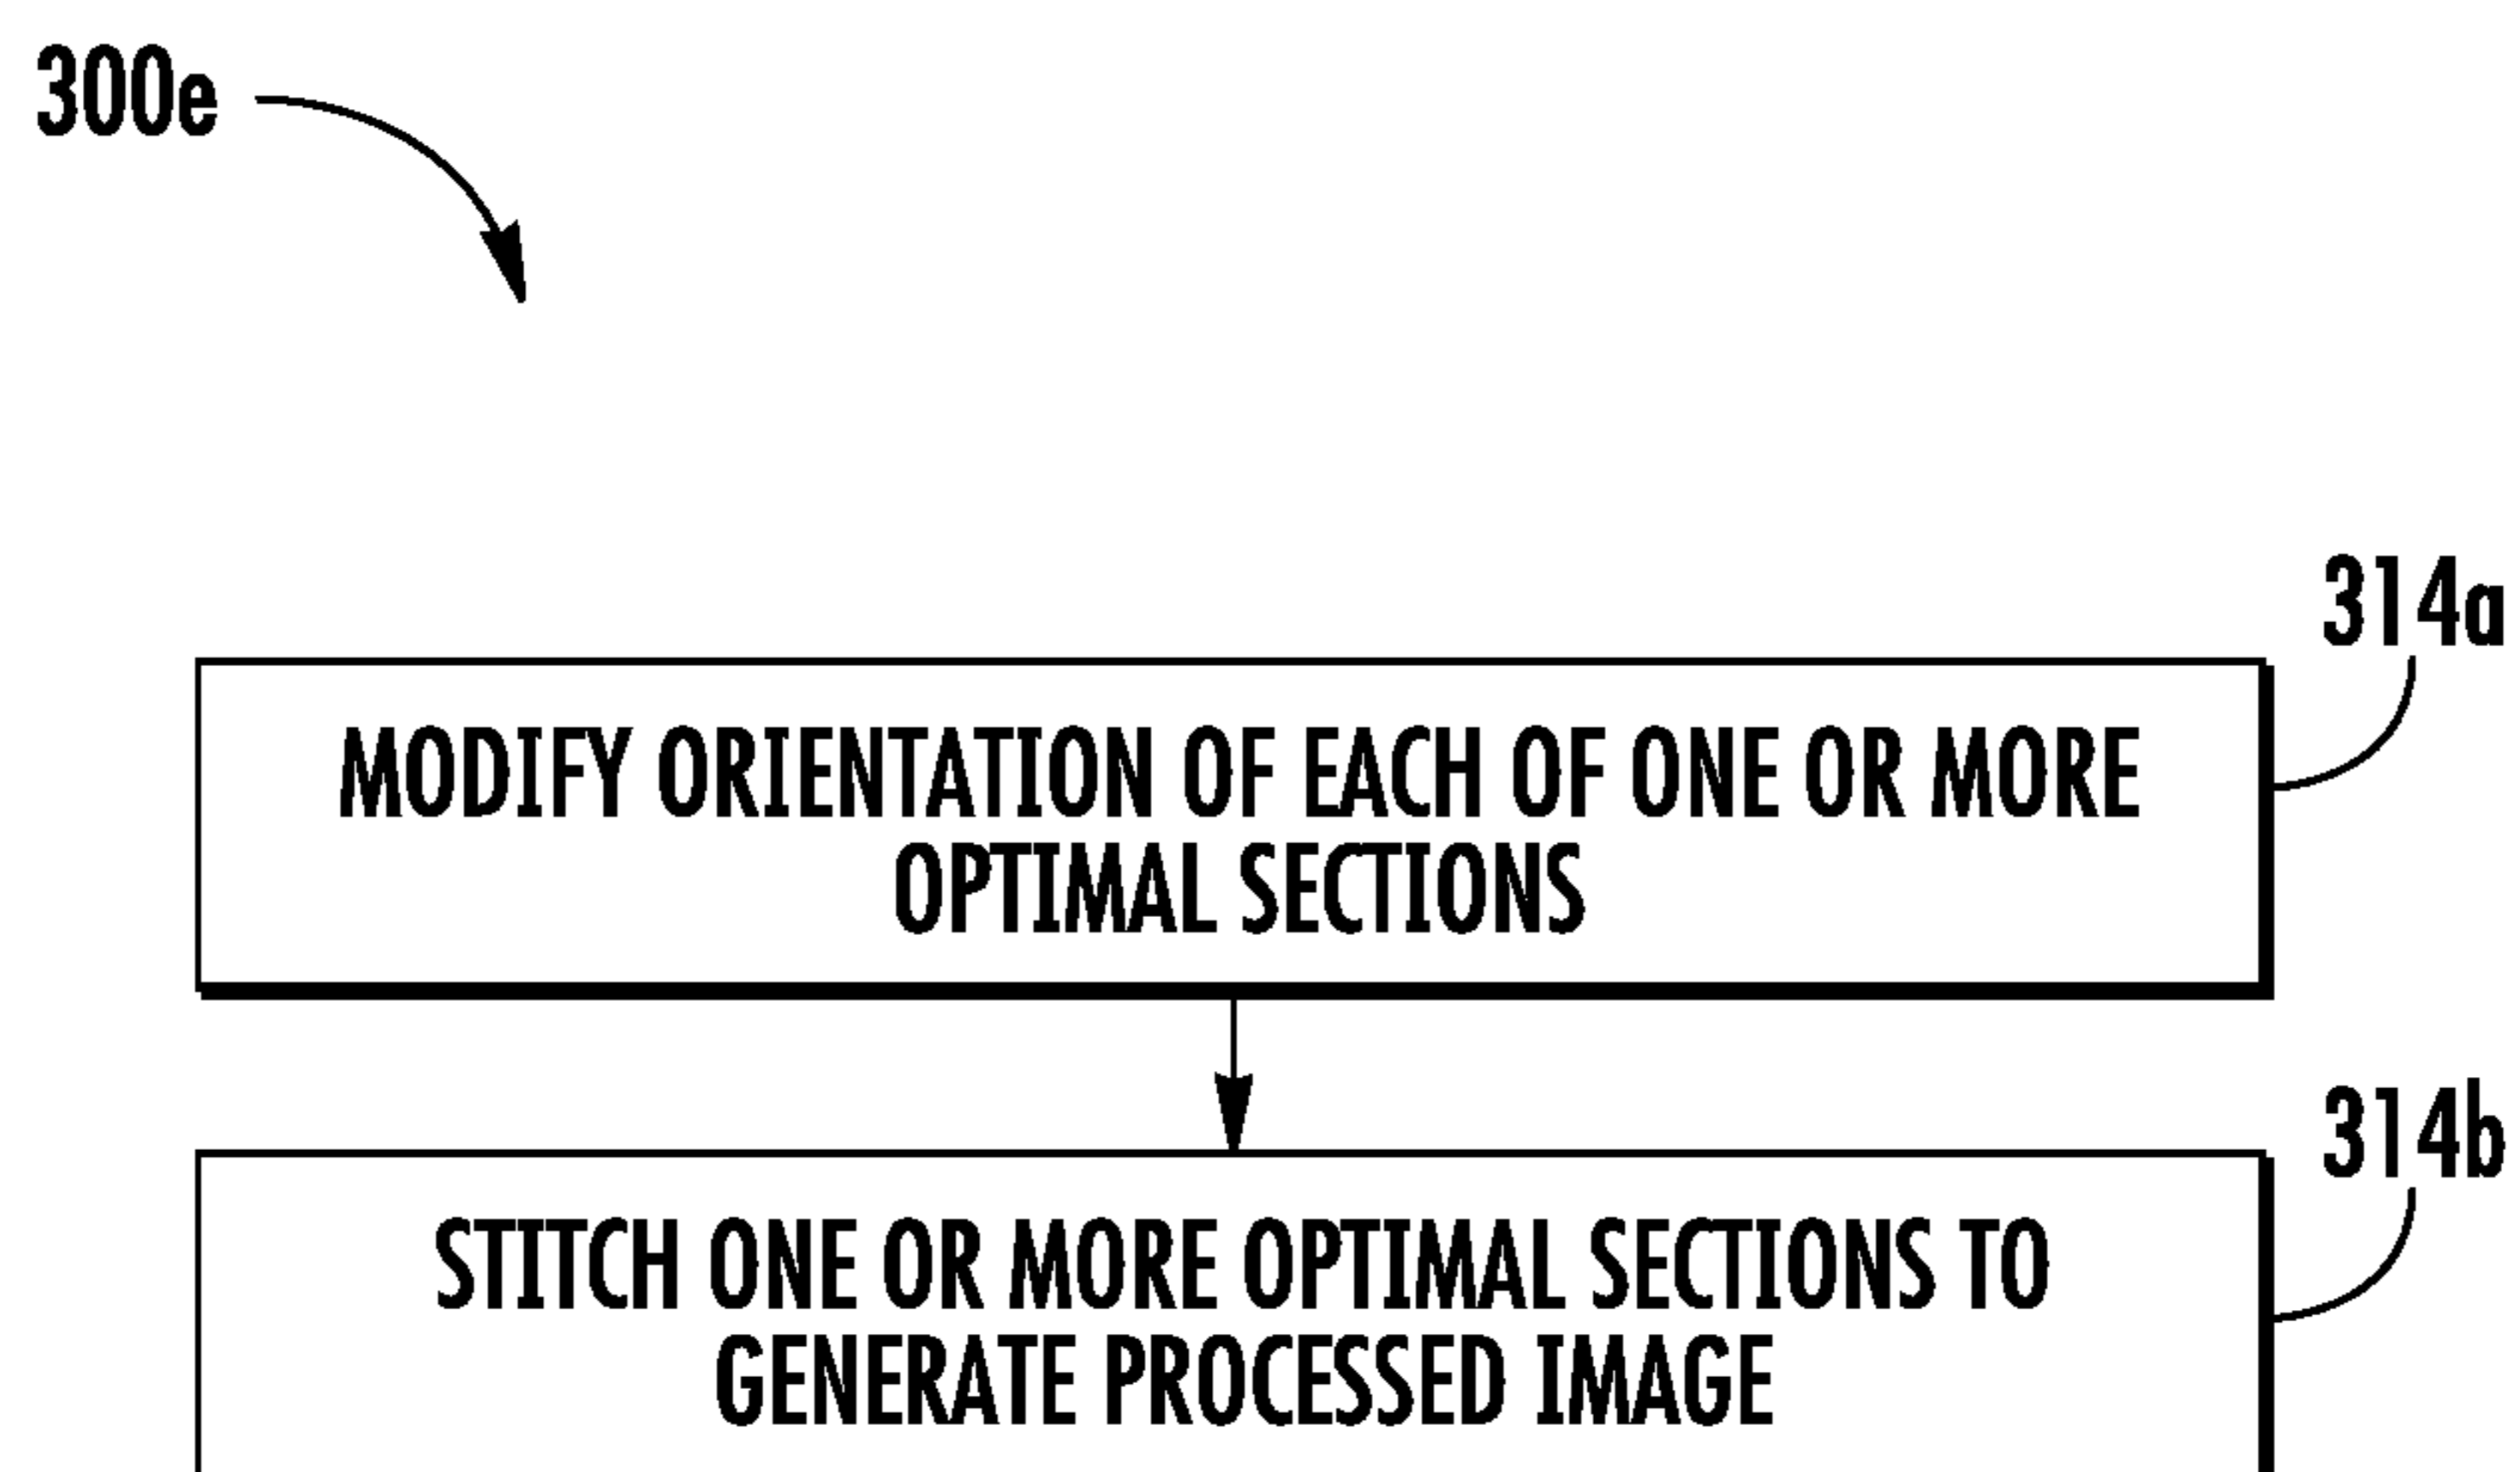 300e
314a
MODIFY ORIENTATION OF EACH OF ONE OR MORE
OPTIMAL SECTIONS
314b
STITCH ONE OR MORE OPTIMAL SECTIONS TO
GENERATE PROCESSED IMAGE